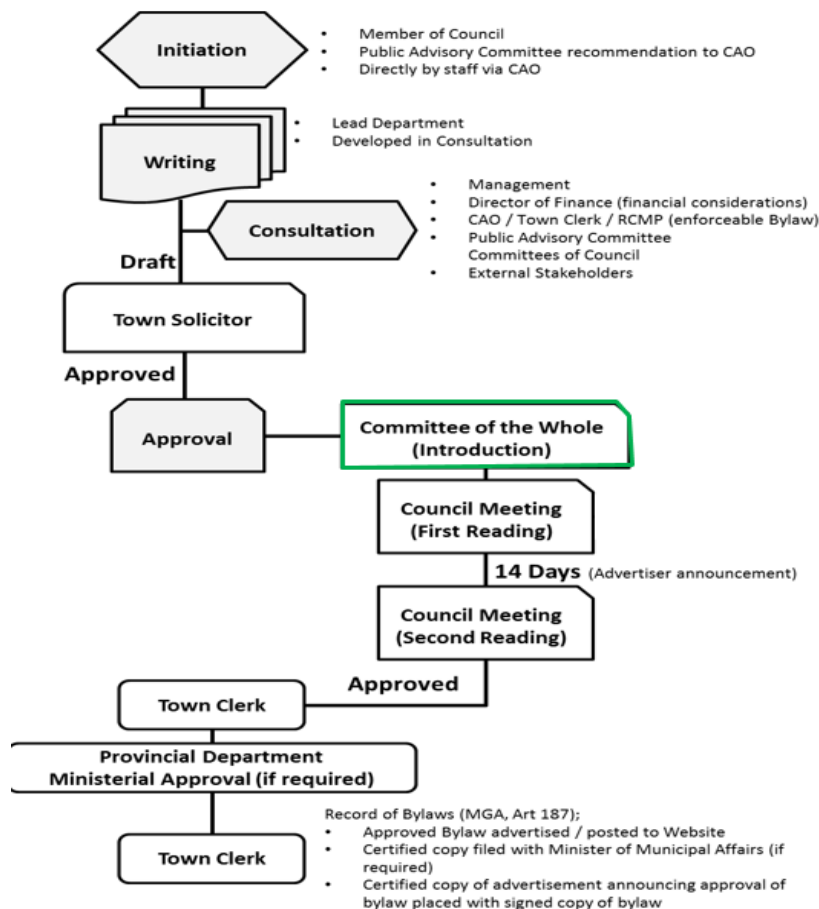 Initiation
• Member of Council
• Public Advisory Committee recommendation to CAO
• Directly by staff via CAO
Writing
• Lead Department
• Developed in Consultation
Consultation
• Management
• Director of Finance (financial considerations)
• CAO / Town Clerk / RCMP (enforceable Bylaw)
• Public Advisory Committee
Committees of Council
• External Stakeholders
Draft
Town Solicitor
Approved
Approval
Committee of the Whole
(Introduction)
Council Meeting
(First Reading)
14 Days (Advertiser announcement)
Council Meeting
(Second Reading)
Approved
Town Clerk
Provincial Department
Ministerial Approval (if required)
Town Clerk
Record of Bylaws (MGA, Art 187);
• Approved Bylaw advertised / posted to Website
• Certified copy filed with Minister of Municipal Affairs (if
required)
• Certified copy of advertisement announcing approval of
bylaw placed with signed copy of bylaw